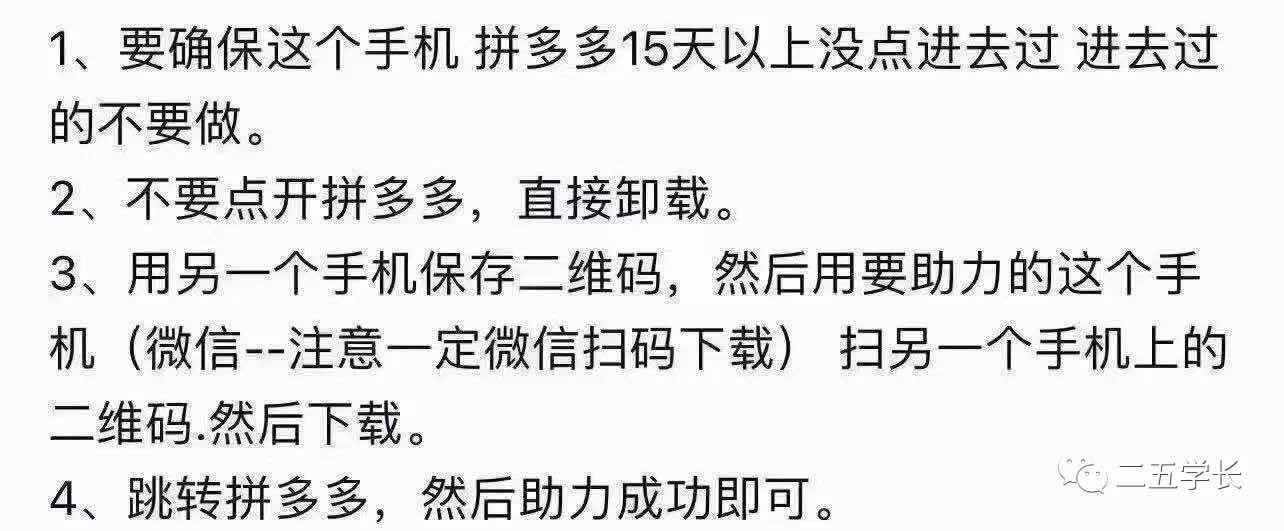 1、要确保这个手机 拼多多15天以上没点进去过 进去过
的不要做。
2、不要点开拼多多，直接卸载。
3、用另一个手机保存二维码，然后用要助力的这个手
机（微信--注意一定微信扫码下载） 扫另一个手机上的
二维码.然后下载。
4、跳转拼多多，然后助力成功即可。
二五学长